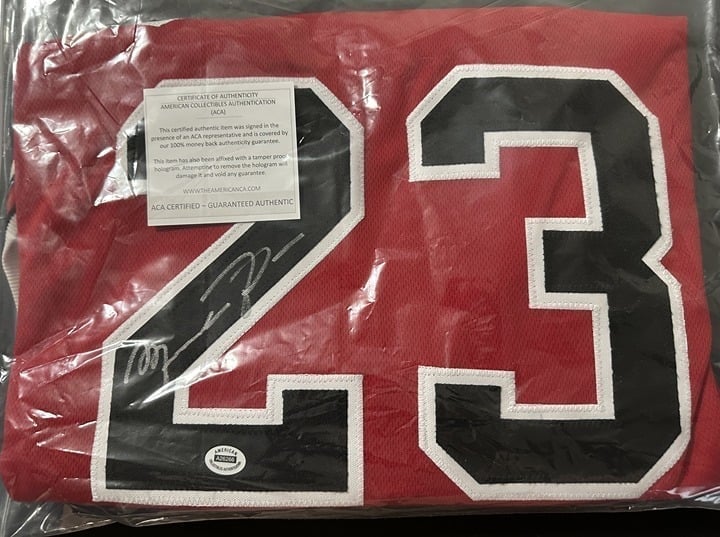 CERTIFICATE OF AUTHENTICITY
AMERICAN COLLECTIBLES AUTHENTICATION
(ACA)
This certified authentic item was signed in the
presence of an ACA representative and is covered by
our 100% money back authenticity guarantee.
This item has also been affixed with a tamper proof
hologram. Attempting to remove the hologram will
damage it and void any guarantee.
WWW.THEAMERICANCA.COM
ACA CERTIFIED – GUARANTEED AUTHENTIC
23
AMERICAN